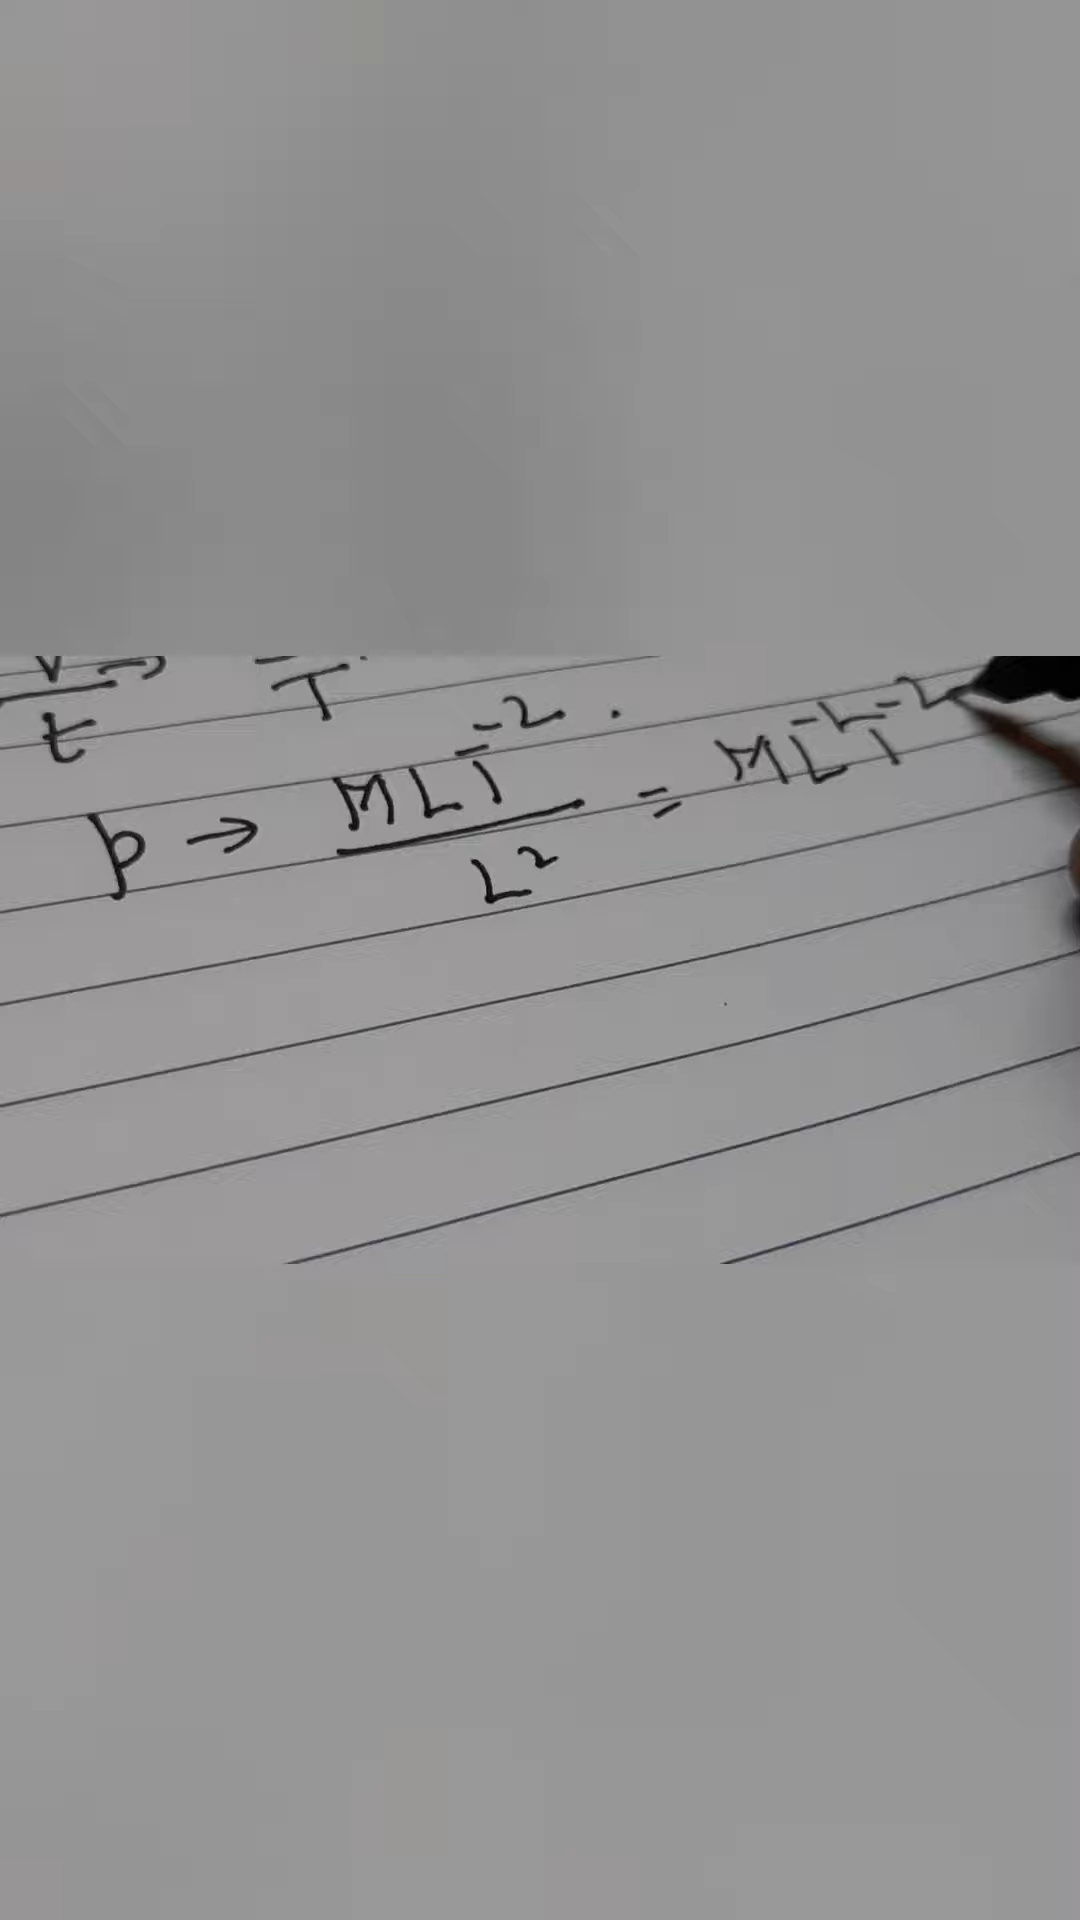 v/t → /T.
p → MLT⁻²/L² = ML⁻¹T⁻²